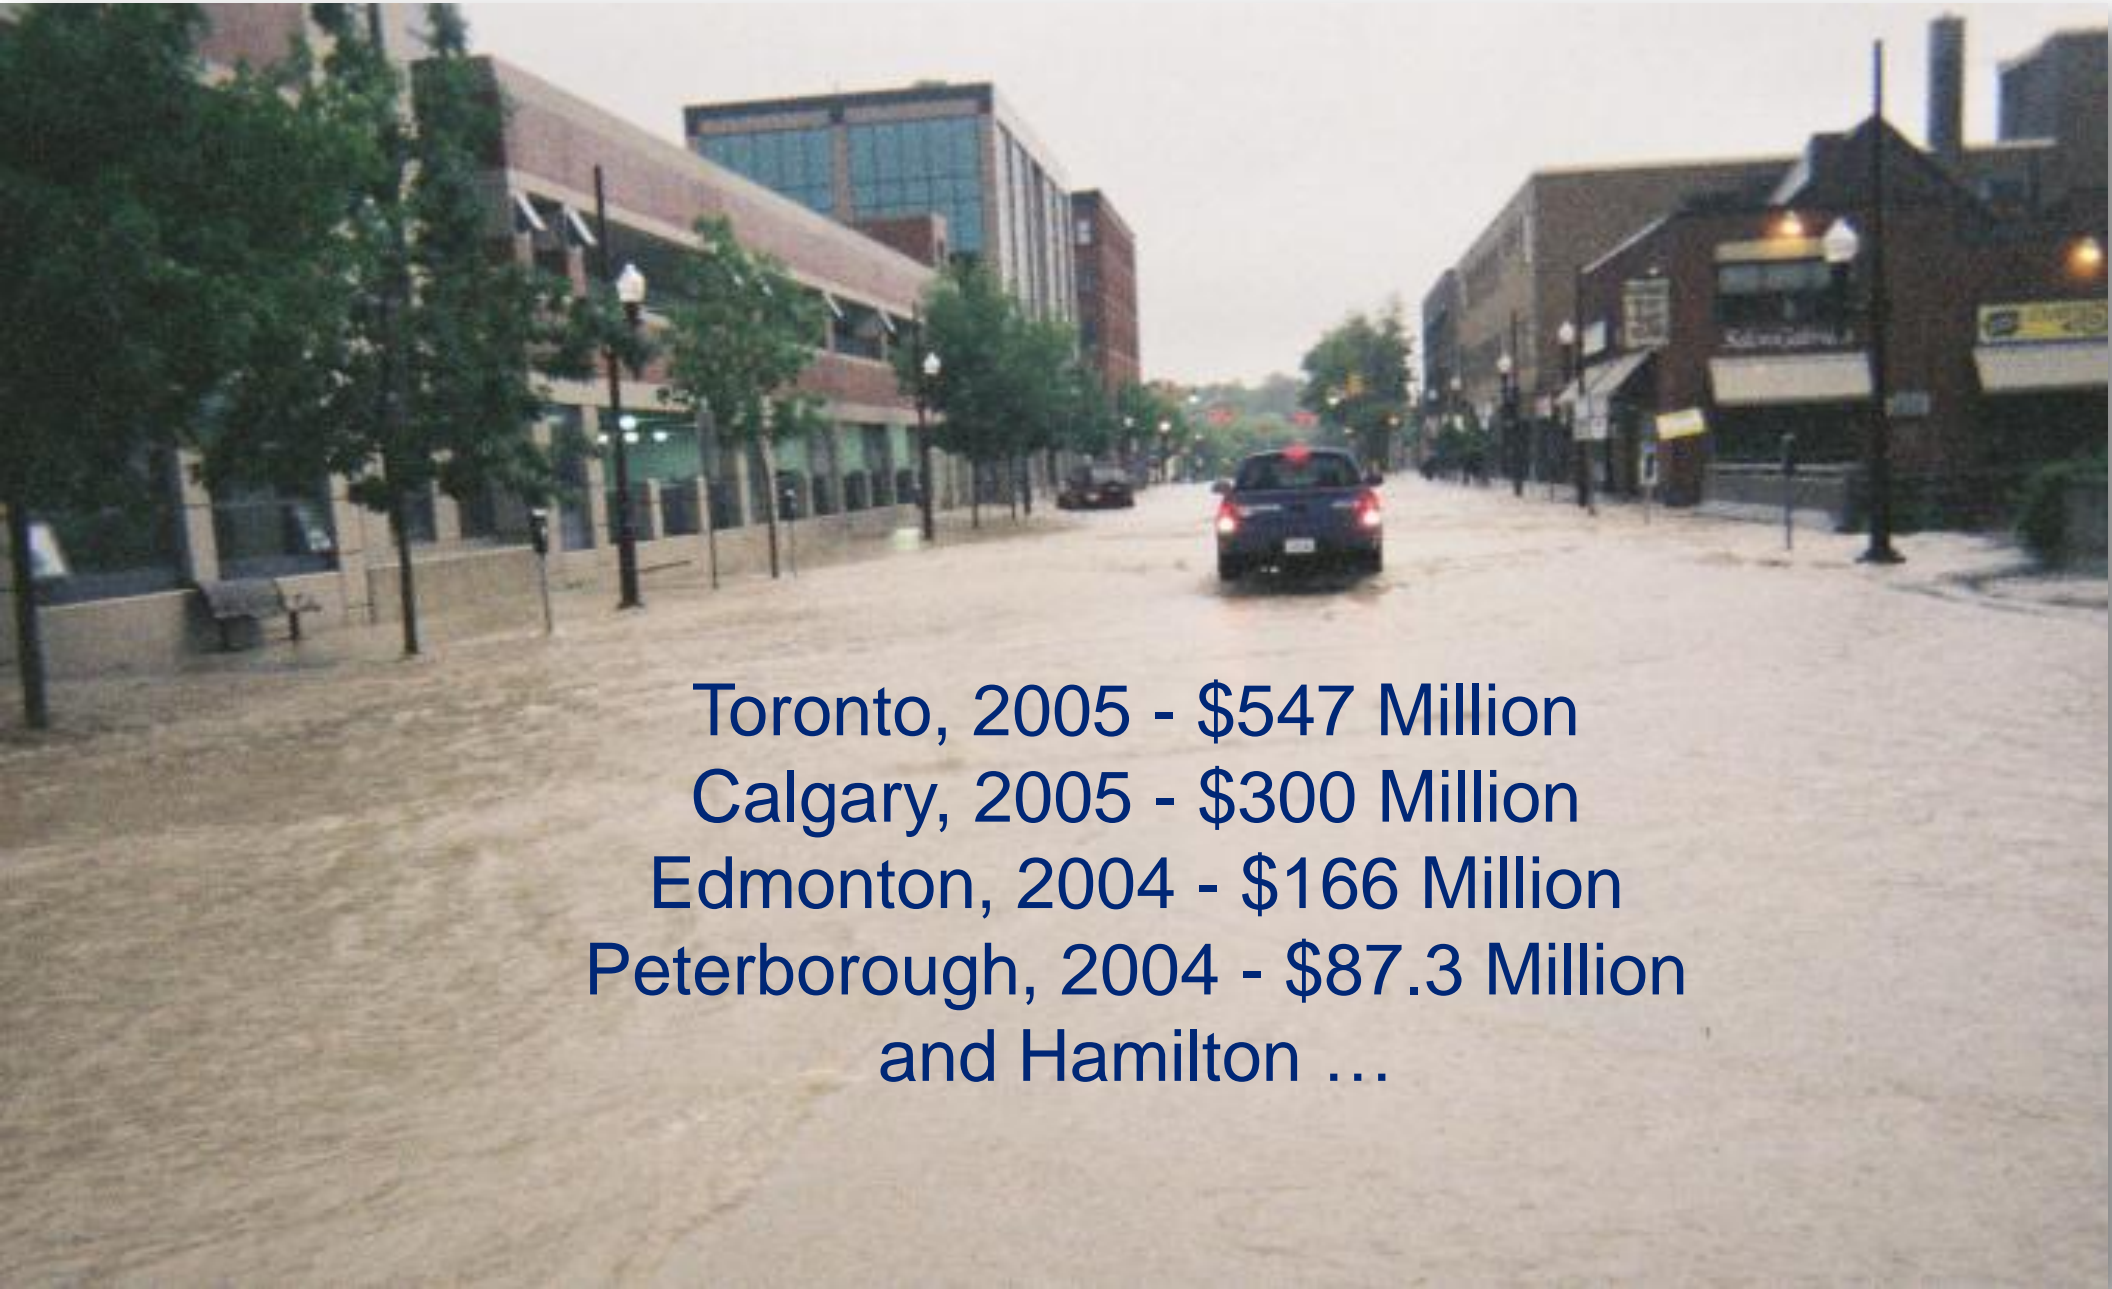 Toronto, 2005 - $547 Million
Calgary, 2005 - $300 Million
Edmonton, 2004 - $166 Million
Peterborough, 2004 - $87.3 Million
and Hamilton …